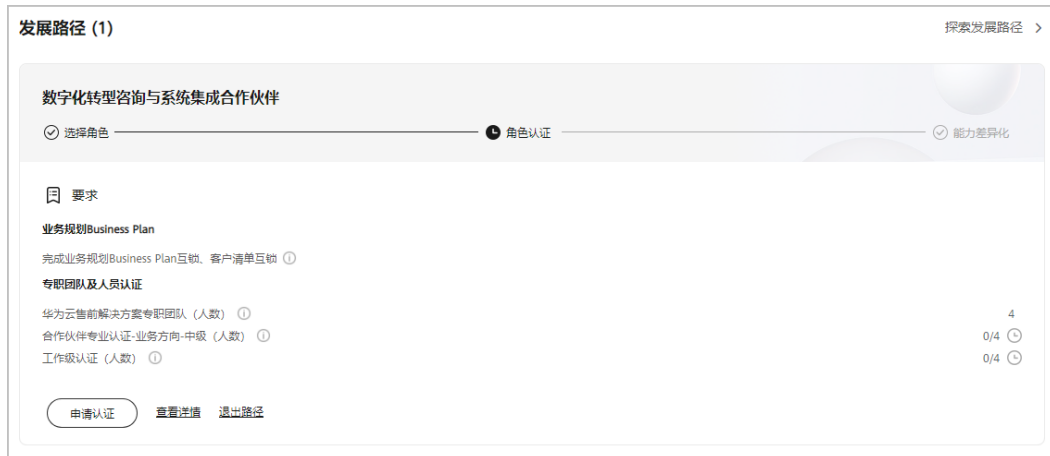 发展路径 (1)
探索发展路径
数字化转型咨询与系统集成合作伙伴
选择角色
角色认证
能力差异化
要求
业务规划Business Plan
完成业务规划Business Plan互锁、客户清单互锁
专职团队及人员认证
华为云售前解决方案专职团队（人数） 4
合作伙伴专业认证-业务方向-中级（人数） 0/4
工作级认证（人数） 0/4
申请认证 查看详情 退出路径